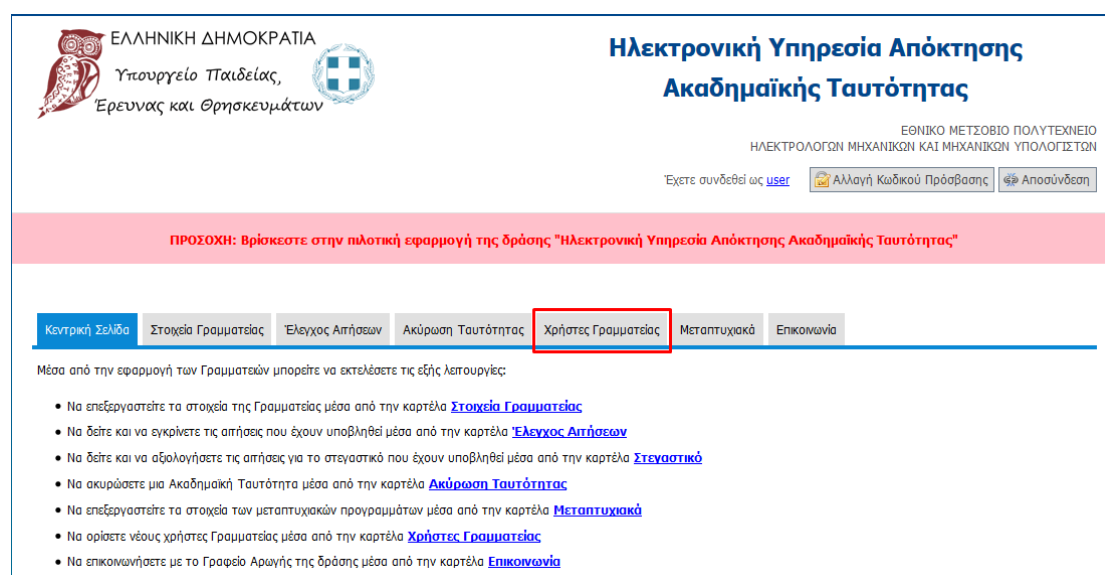 ΕΛΛΗΝΙΚΗ ΔΗΜΟΚΡΑΤΙΑ
Υπουργείο Παιδείας,
Έρευνας και Θρησκευμάτων
Ηλεκτρονική Υπηρεσία Απόκτησης
Ακαδημαϊκής Ταυτότητας
ΕΘΝΙΚΟ ΜΕΤΣΟΒΙΟ ΠΟΛΥΤΕΧΝΕΙΟ
ΗΛΕΚΤΡΟΛΟΓΩΝ ΜΗΧΑΝΙΚΩΝ ΚΑΙ ΜΗΧΑΝΙΚΩΝ ΥΠΟΛΟΓΙΣΤΩΝ
Έχετε συνδεθεί ως user Αλλαγή Κωδικού Πρόσβασης Αποσύνδεση
ΠΡΟΣΟΧΗ: Βρίσκεστε στην πιλοτική εφαρμογή της δράσης "Ηλεκτρονική Υπηρεσία Απόκτησης Ακαδημαϊκής Ταυτότητας"
Κεντρική Σελίδα Στοιχεία Γραμματείας Έλεγχος Αιτήσεων Ακύρωση Ταυτότητας Χρήστες Γραμματείας Μεταπτυχιακά Επικοινωνία
Μέσα από την εφαρμογή των Γραμματειών μπορείτε να εκτελέσετε τις εξής λειτουργίες:
• Να επεξεργαστείτε τα στοιχεία της Γραμματείας μέσα από την καρτέλα Στοιχεία Γραμματείας
• Να δείτε και να εγκρίνετε τις αιτήσεις που έχουν υποβληθεί μέσα από την καρτέλα Έλεγχος Αιτήσεων
• Να δείτε και να αξιολογήσετε τις αιτήσεις για το στεγαστικό που έχουν υποβληθεί μέσα από την καρτέλα Στεγαστικό
• Να ακυρώσετε μια Ακαδημαϊκή Ταυτότητα μέσα από την καρτέλα Ακύρωση Ταυτότητας
• Να επεξεργαστείτε τα στοιχεία των μεταπτυχιακών προγραμμάτων μέσα από την καρτέλα Μεταπτυχιακά
• Να ορίσετε νέους χρήστες Γραμματείας μέσα από την καρτέλα Χρήστες Γραμματείας
• Να επικοινωνήσετε με το Γραφείο Αρωγής της δράσης μέσα από την καρτέλα Επικοινωνία